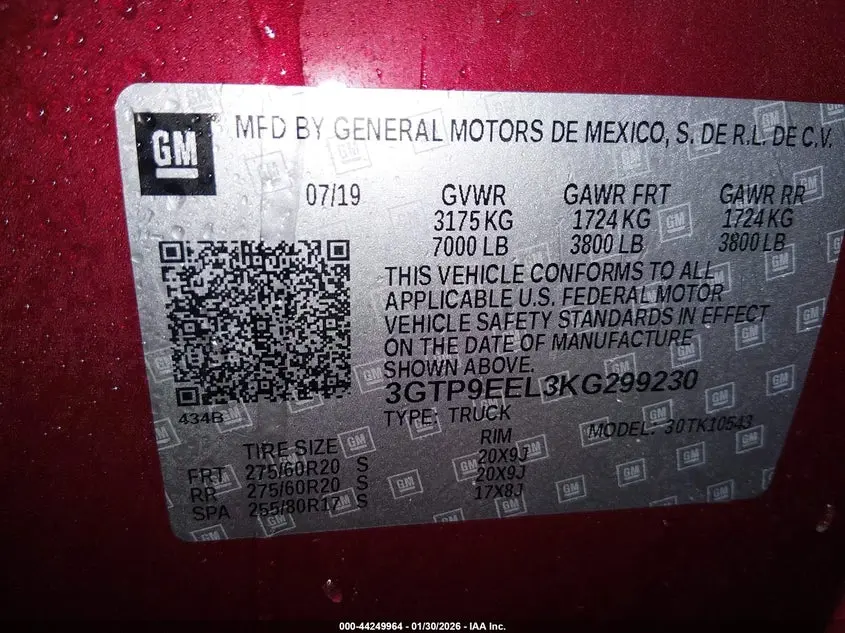 GM
MFD BY GENERAL MOTORS DE MEXICO, S. DE R.L. DE C.V.
07/19 GVWR GAWR FRT GAWR RR
3175 KG 1724 KG 1724 KG
7000 LB 3800 LB 3800 LB
THIS VEHICLE CONFORMS TO ALL
APPLICABLE U.S. FEDERAL MOTOR
VEHICLE SAFETY STANDARDS IN EFFECT
ON THE DATE OF MANUFACTURE
SHOWN ABOVE.
3GTP9EEL3KG299230
434B
TYPE: TRUCK MODEL: 30TK10543
TIRE SIZE RIM
FRT 275/60R20 S 20X9J
RR 275/60R20 S 20X9J
SPA 255/80R17 S 17X8J
000-44249964 - 01/30/2026 - IAA Inc.